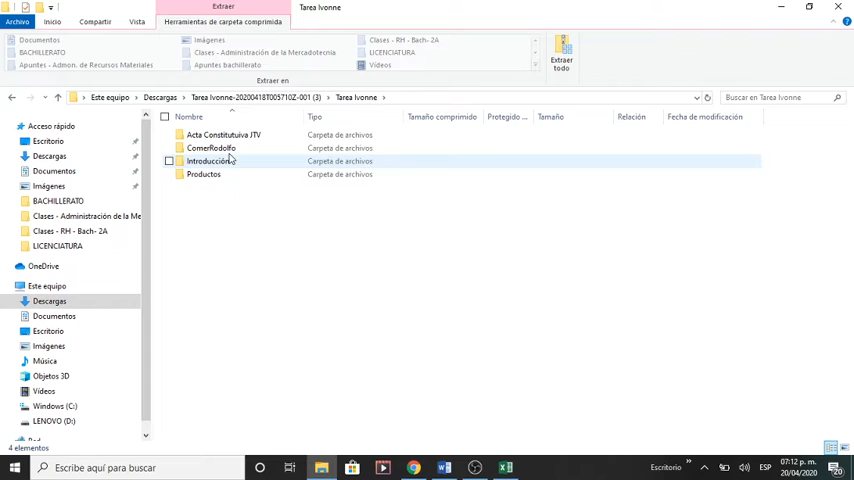 Extraer
Tarea Ivonne
Archivo
Inicio
Compartir
Vista
Herramientas de carpeta comprimida
Documentos
Imágenes
Clases - RH - Bach- 2A
BACHILLERATO
Clases - Administración de la Mercadotecnia
LICENCIATURA
Apuntes - Admon. de Recursos Materiales
Apuntes bachillerato
Vídeos
Extraer todo
Extraer en
Este equipo
Descargas
Tarea Ivonne-20200418T005710Z-001 (3)
Tarea Ivonne
Buscar en Tarea Ivonne
Nombre
Tipo
Tamaño comprimido
Protegido ...
Tamaño
Relación
Fecha de modificación
Acta Constitutuiva JTV
Carpeta de archivos
ComerRodolfo
Carpeta de archivos
Introducción
Carpeta de archivos
Productos
Carpeta de archivos
Acceso rápido
Escritorio
Descargas
Documentos
Imágenes
BACHILLERATO
Clases - Administración de la Me
Clases - RH - Bach- 2A
LICENCIATURA
OneDrive
Este equipo
Descargas
Documentos
Escritorio
Imágenes
Música
Objetos 3D
Vídeos
Windows (C:)
LENOVO (D:)
Red
4 elementos
Escribe aquí para buscar
Escritorio
ESP
07:12 p. m.
20/04/2020
20